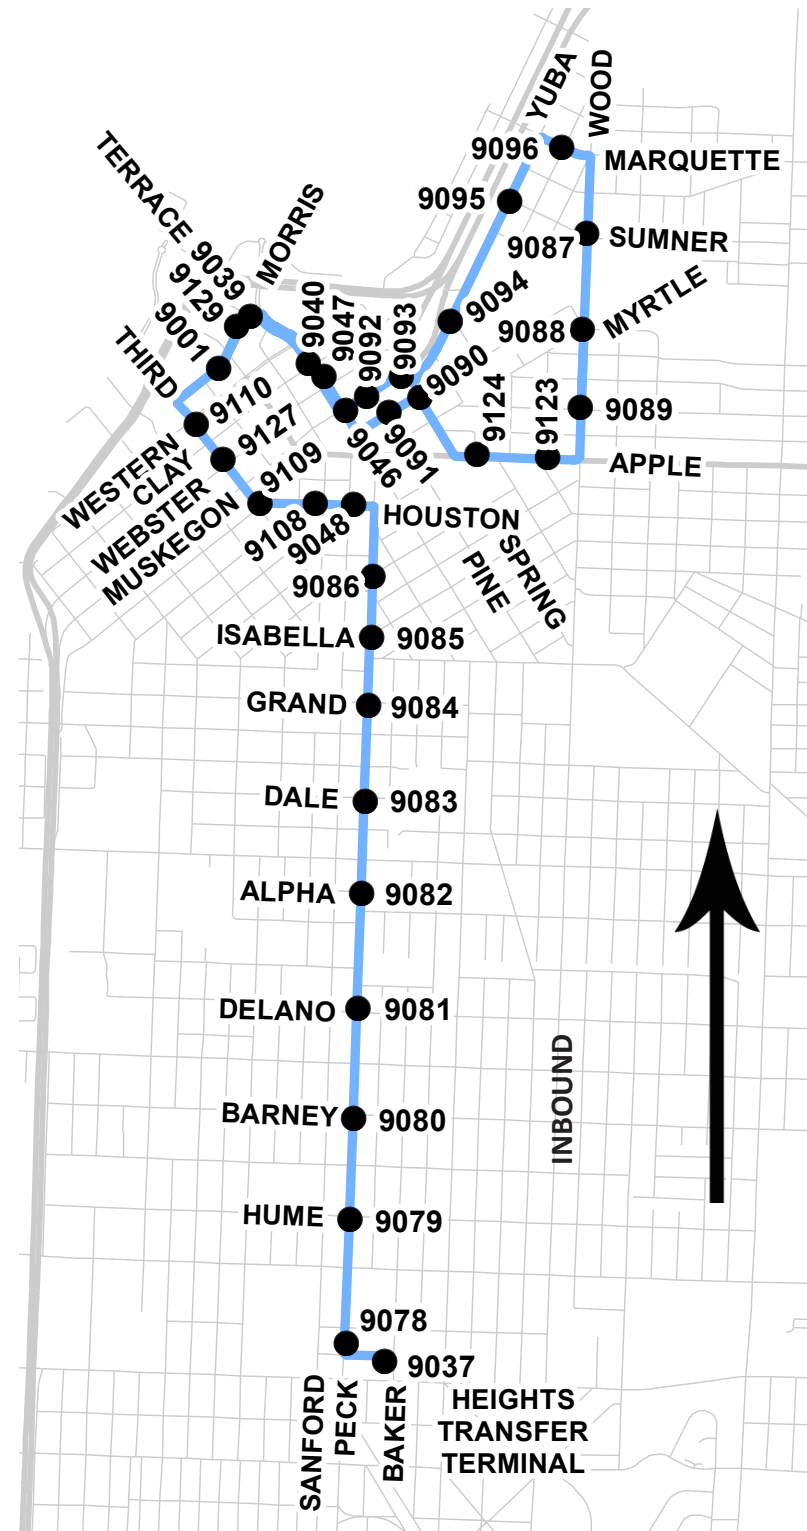 YUBA
WOOD
9096
MARQUETTE
TERRACE
9095
MORRIS
9087
SUMNER
9039
9129
9001
9040
9047
9092
9093
9094
9088
MYRTLE
THIRD
9090
9124
9123
9089
9110
9127
9109
9046
9091
APPLE
WESTERN
CLAY
WEBSTER
MUSKEGON
9108
9048
HOUSTON
SPRING
PINE
9086
ISABELLA
9085
GRAND
9084
DALE
9083
ALPHA
9082
DELANO
9081
INBOUND
BARNEY
9080
HUME
9079
9078
9037
SANFORD
PECK
BAKER
HEIGHTS
TRANSFER
TERMINAL